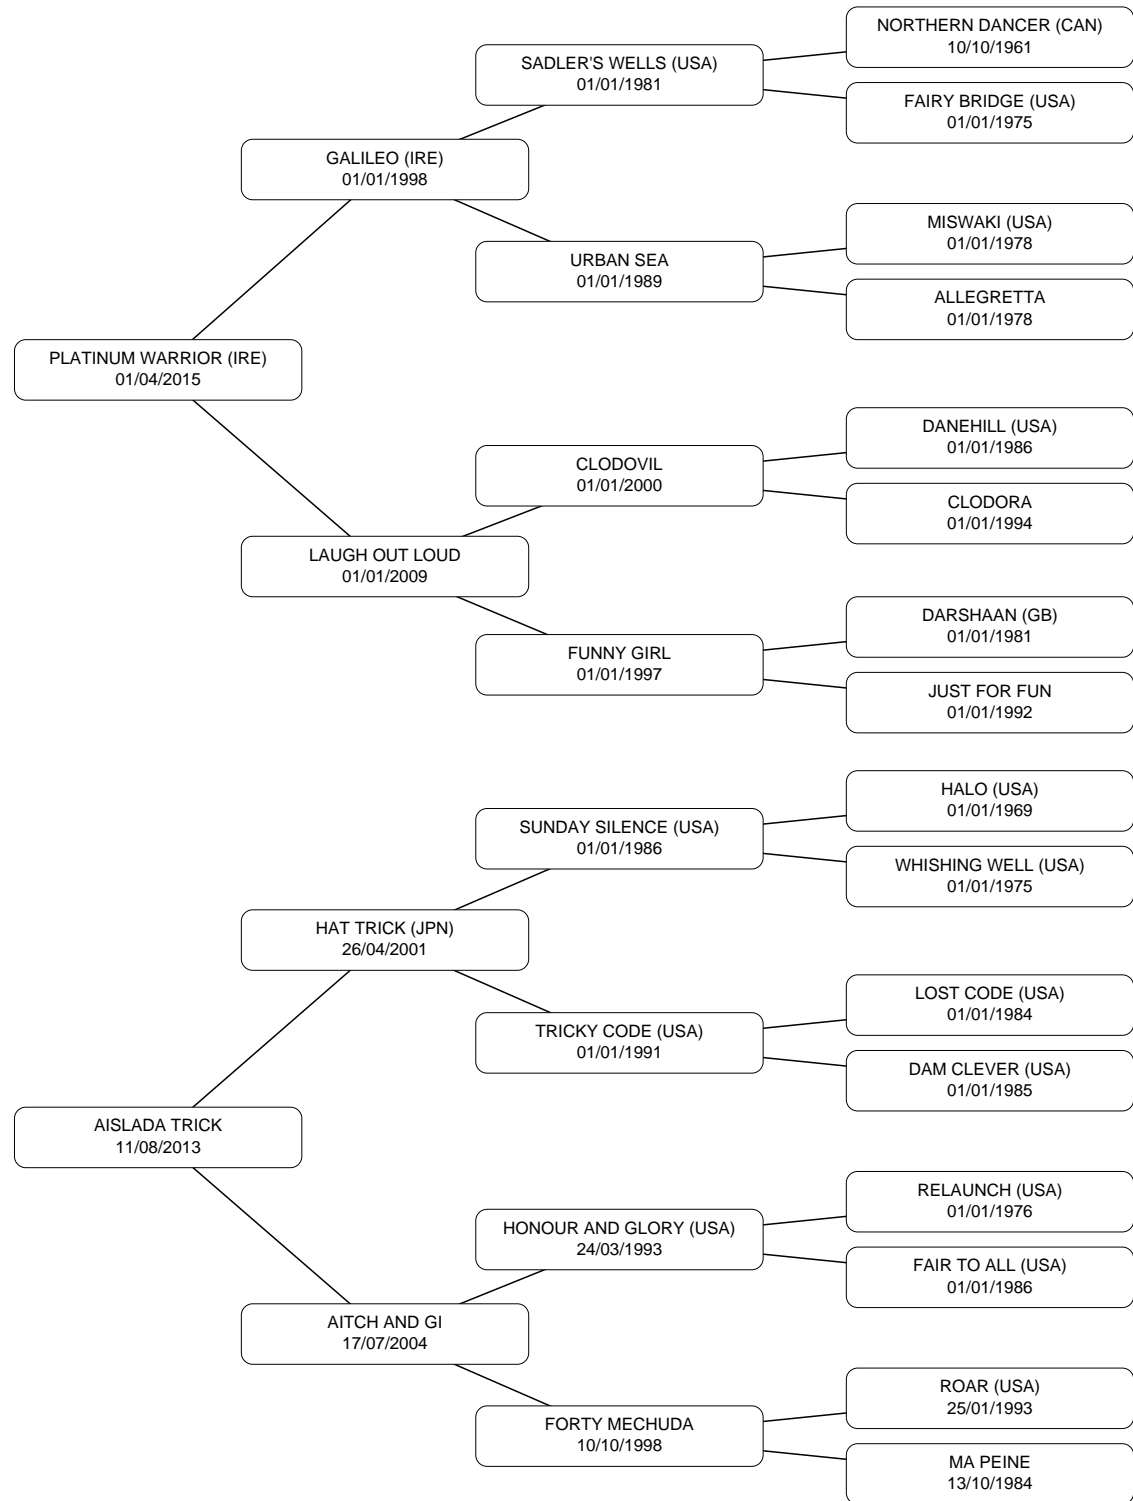 NORTHERN DANCER (CAN)
10/10/1961
SADLER'S WELLS (USA)
01/01/1981
FAIRY BRIDGE (USA)
01/01/1975
GALILEO (IRE)
01/01/1998
MISWAKI (USA)
01/01/1978
URBAN SEA
01/01/1989
ALLEGRETTA
01/01/1978
PLATINUM WARRIOR (IRE)
01/04/2015
DANEHILL (USA)
01/01/1986
CLODOVIL
01/01/2000
CLODORA
01/01/1994
LAUGH OUT LOUD
01/01/2009
DARSHAAN (GB)
01/01/1981
FUNNY GIRL
01/01/1997
JUST FOR FUN
01/01/1992
HALO (USA)
01/01/1969
SUNDAY SILENCE (USA)
01/01/1986
WHISHING WELL (USA)
01/01/1975
HAT TRICK (JPN)
26/04/2001
LOST CODE (USA)
01/01/1984
TRICKY CODE (USA)
01/01/1991
DAM CLEVER (USA)
01/01/1985
AISLADA TRICK
11/08/2013
RELAUNCH (USA)
01/01/1976
HONOUR AND GLORY (USA)
24/03/1993
FAIR TO ALL (USA)
01/01/1986
AITCH AND GI
17/07/2004
ROAR (USA)
25/01/1993
FORTY MECHUDA
10/10/1998
MA PEINE
13/10/1984